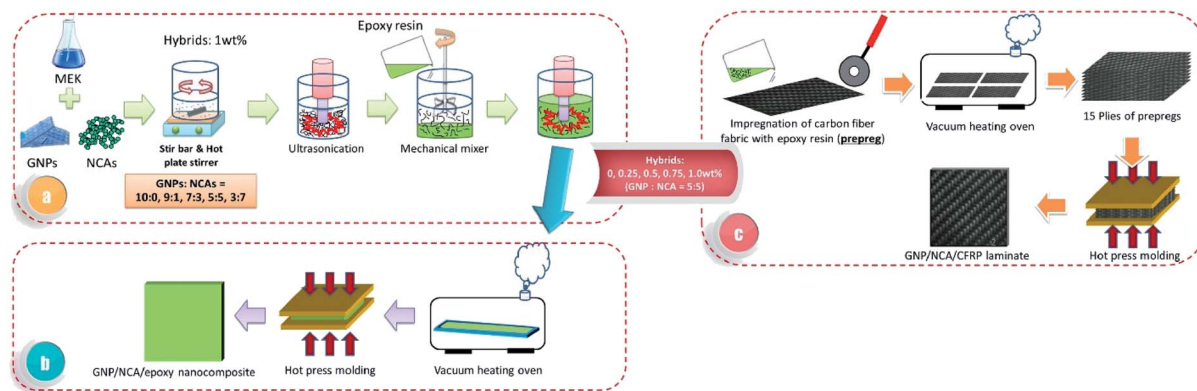 MEK
GNPs
NCAs
Hybrids: 1wt%
Stir bar & Hot
plate stirrer
GNPs: NCAs =
10:0, 9:1, 7:3, 5:5, 3:7
Ultrasonication
Epoxy resin
Mechanical mixer
a
Hybrids:
0, 0.25, 0.5, 0.75, 1.0wt%
(GNP : NCA = 5:5)
GNP/NCA/epoxy nanocomposite
Hot press molding
Vacuum heating oven
b
Impregnation of carbon fiber
fabric with epoxy resin (prepreg)
Vacuum heating oven
15 Plies of prepregs
GNP/NCA/CFRP laminate
Hot press molding
c